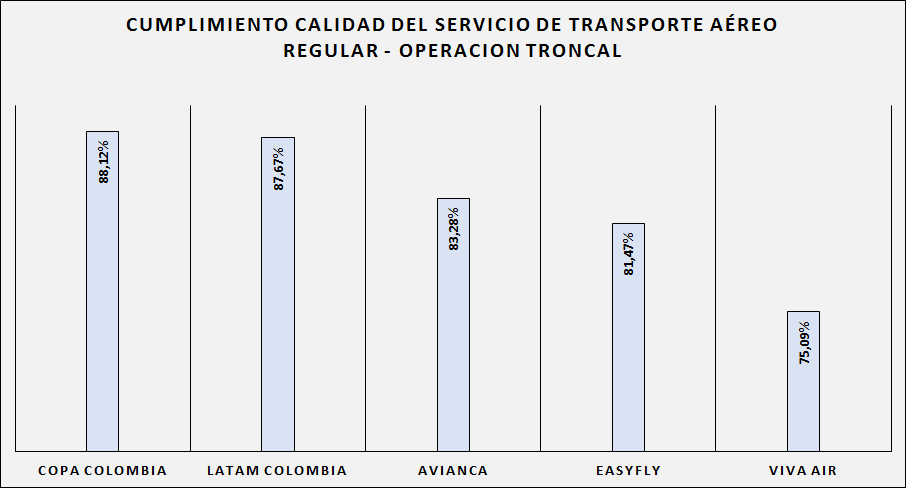 CUMPLIMIENTO CALIDAD DEL SERVICIO DE TRANSPORTE AÉREO
REGULAR - OPERACION TRONCAL
88,12%
87,67%
83,28%
81,47%
75,09%
COPA COLOMBIA
LATAM COLOMBIA
AVIANCA
EASYFLY
VIVA AIR